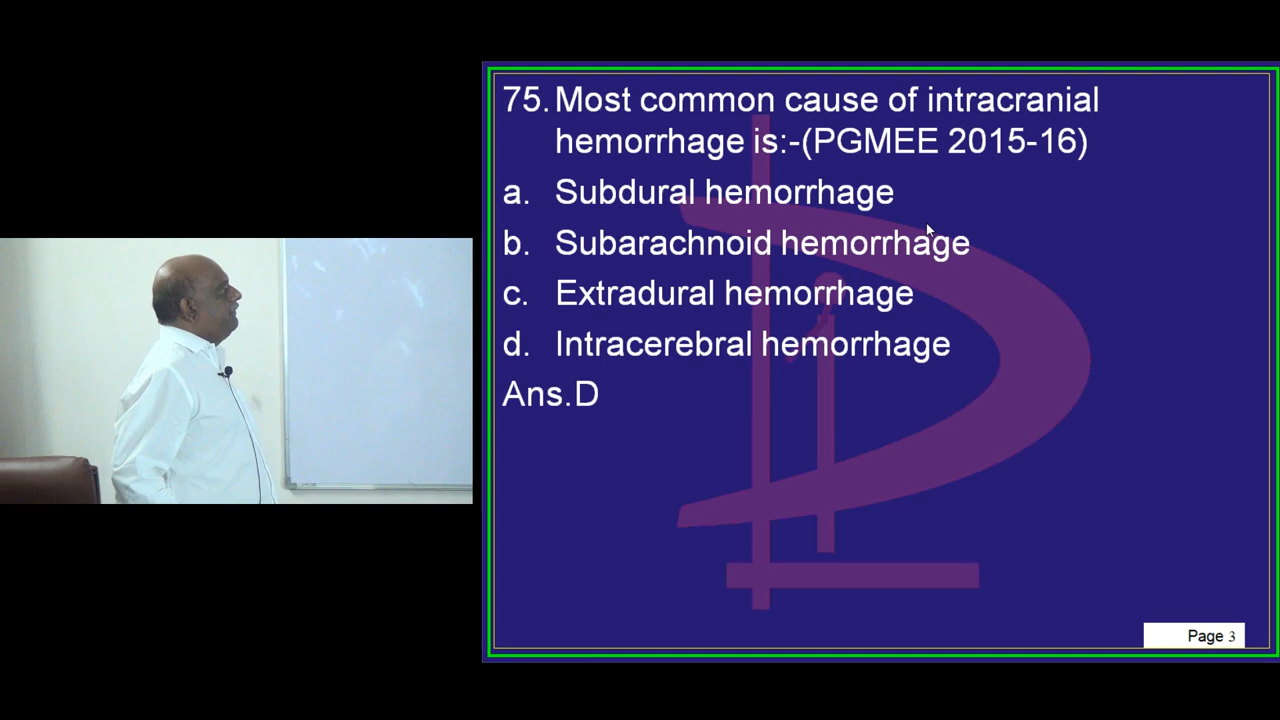 75. Most common cause of intracranial
hemorrhage is:-(PGMEE 2015-16)
a. Subdural hemorrhage
b. Subarachnoid hemorrhage
c. Extradural hemorrhage
d. Intracerebral hemorrhage
Ans.D
Page 3